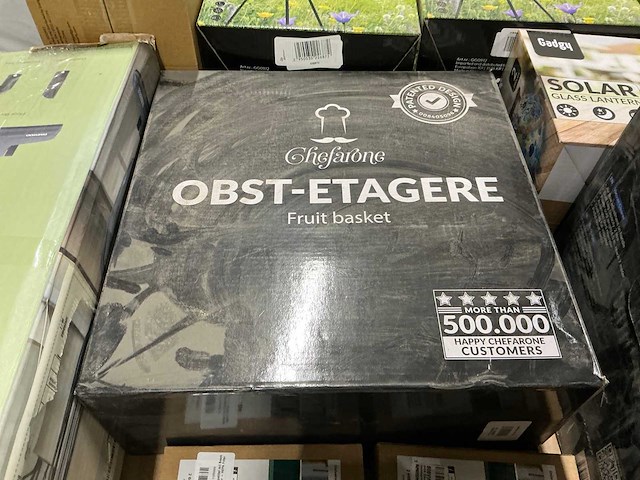 Gadgy
SOLAR
GLASS LANTERN
PATENTED DESIGN
Chefarone
OBST-ETAGERE
Fruit basket
MORE THAN
500.000
HAPPY CHEFARONE
CUSTOMERS